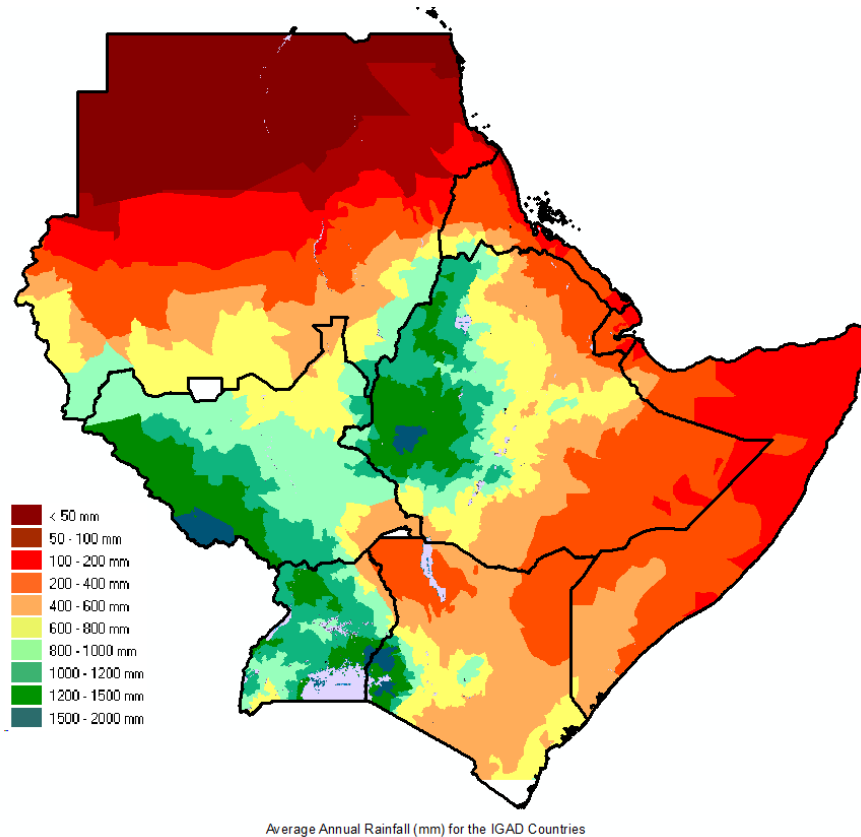 < 50 mm
50 - 100 mm
100 - 200 mm
200 - 400 mm
400 - 600 mm
600 - 800 mm
800 - 1000 mm
1000 - 1200 mm
1200 - 1500 mm
1500 - 2000 mm
Average Annual Rainfall (mm) for the IGAD Countries